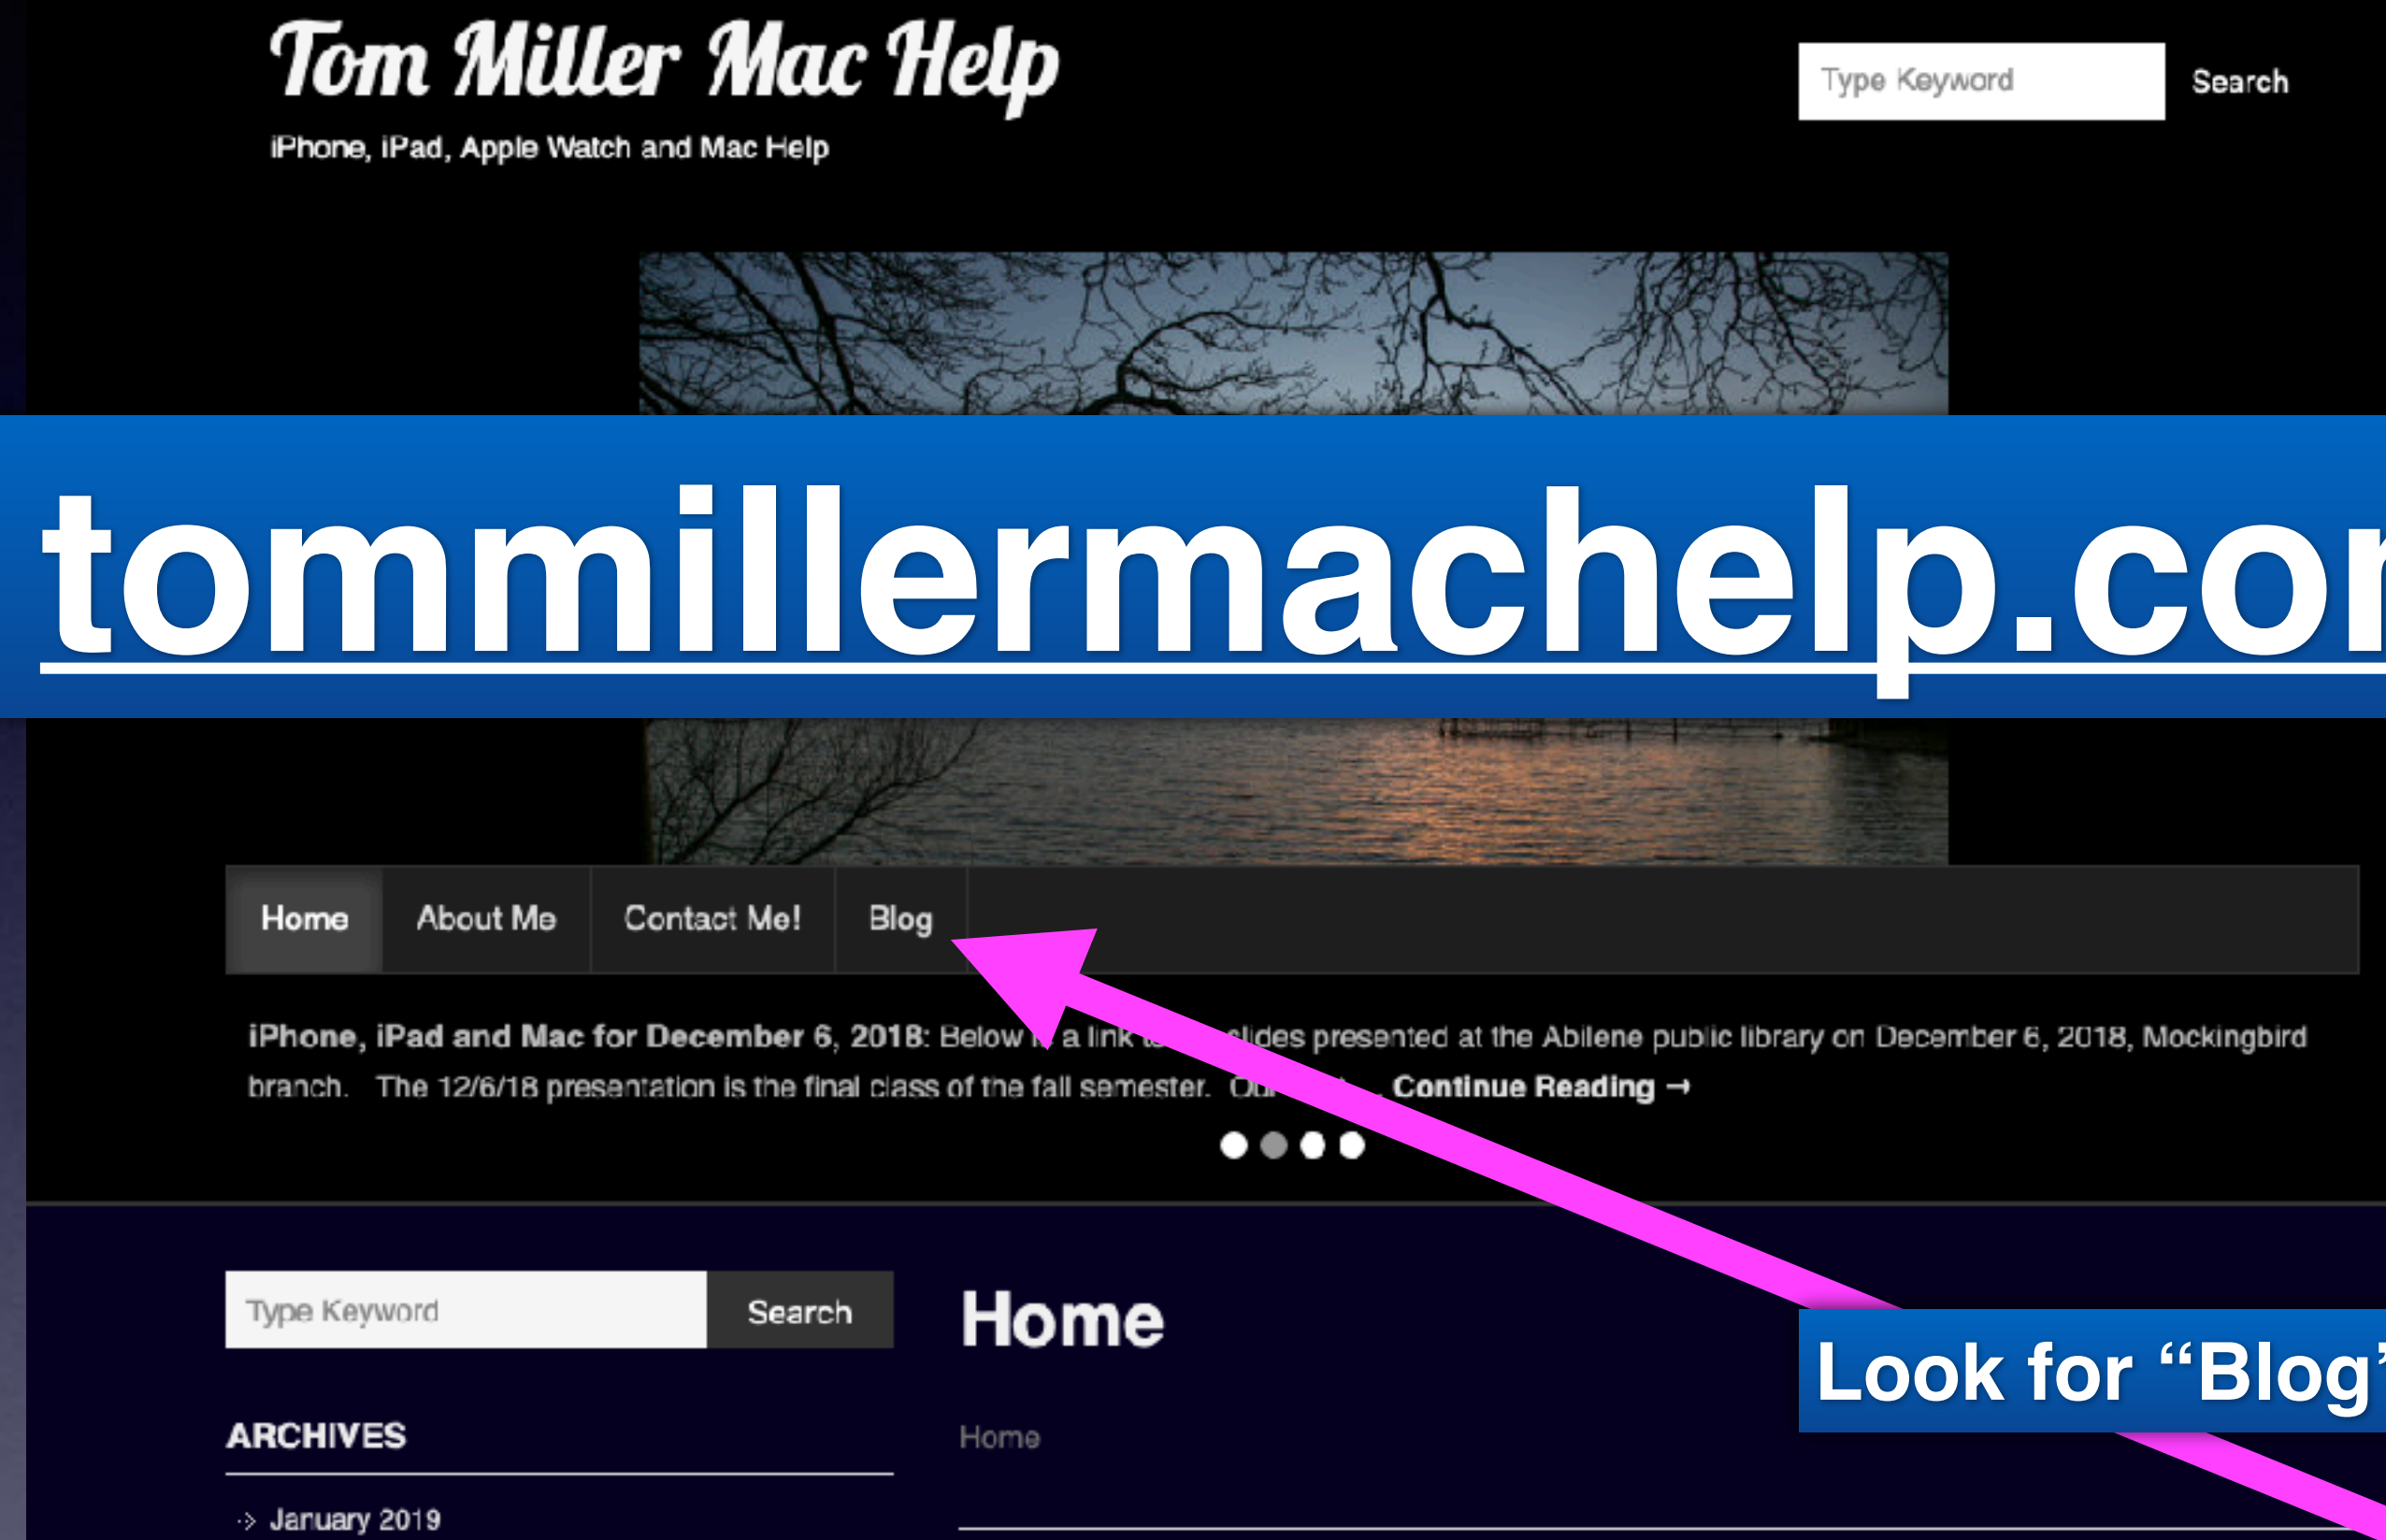 Tom Miller Mac Help
Type Keyword
Search
iPhone, iPad, Apple Watch and Mac Help
tommillermachelp.co
Home
About Me
Contact Me!
Blog
iPhone, iPad and Mac for December 6, 2018: Below a link slides presented at the Abilene public library on December 6, 2018, Mockingbird
branch. The 12/6/18 presentation is the final class of the fall semester. Continue Reading →
Type Keyword
Search
Home
Look for “Blog”
ARCHIVES
Home
January 2019